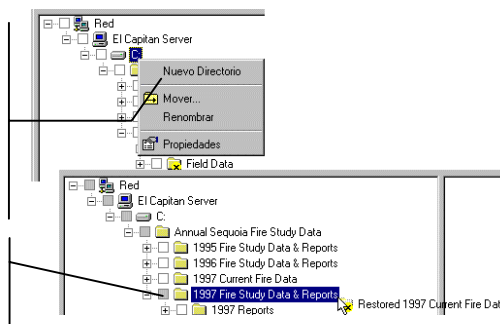 Red
El Capitan Server
C:
Nuevo Directorio
Mover...
Renombrar
Propiedades
Field Data
Red
El Capitan Server
C:
Annual Sequoia Fire Study Data
1995 Fire Study Data & Reports
1996 Fire Study Data & Reports
1997 Current Fire Data
1997 Fire Study Data & Reports
Restored 1997 Current Fire Dat
1997 Reports